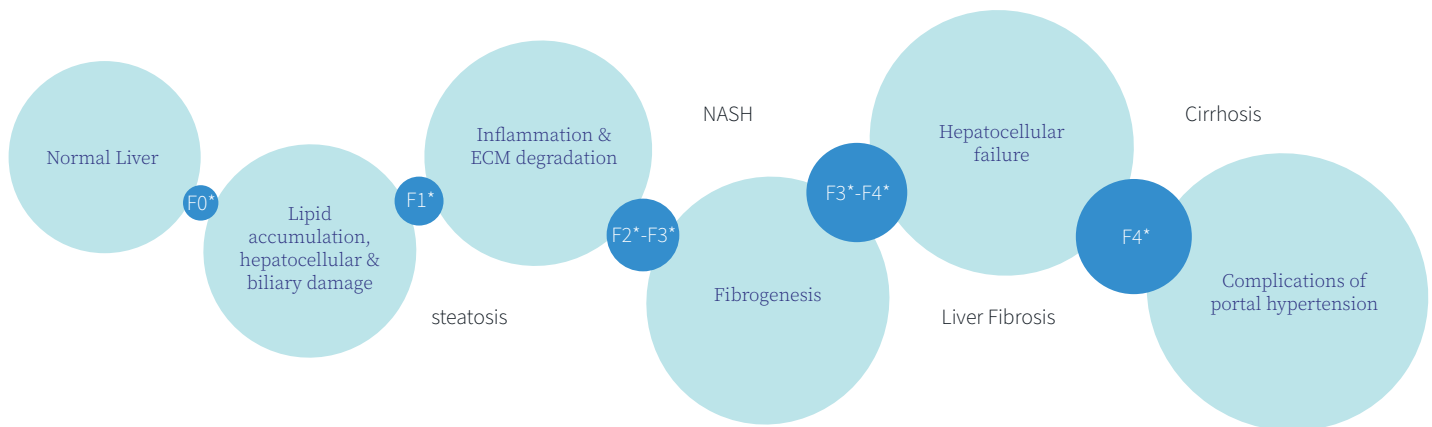 Normal Liver
F0*
Lipid
accumulation,
hepatocellular &
biliary damage
F1*
steatosis
Inflammation &
ECM degradation
F2*-F3*
NASH
Fibrogenesis
F3*-F4*
Hepatocellular
failure
Liver Fibrosis
F4*
Cirrhosis
Complications of
portal hypertension